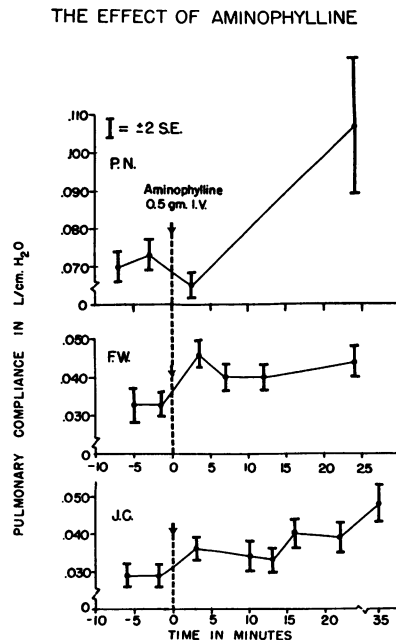 THE EFFECT OF AMINOPHYLLINE
I = ±2 S.E.
P.N.
Aminophylline
0.5 gm. I.V.
.110
.100
.090
.080
.070
0
F.W.
.050
.040
.030
0
-10 -5 0 5 10 15 20 25
J.C.
.050
.040
.030
0
-10 -5 0 5 10 15 20 35
TIME IN MINUTES
PULMONARY COMPLIANCE IN L/cm. H₂O